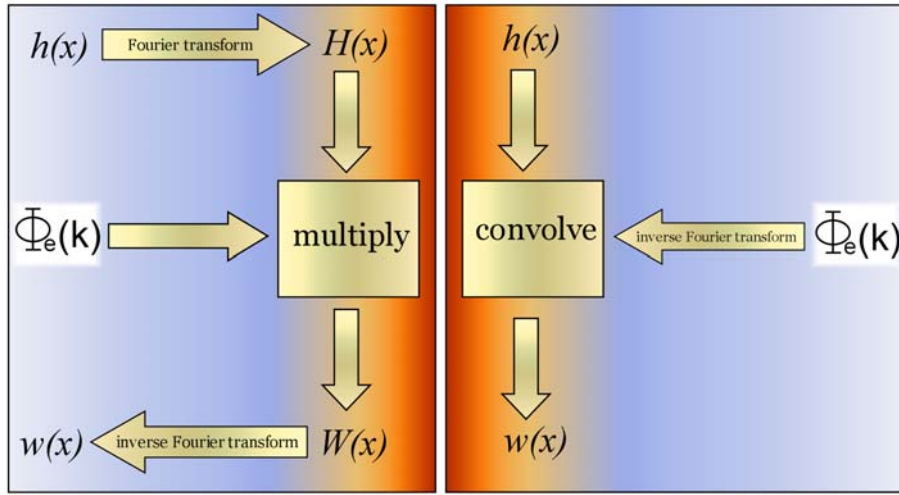 h(x) Fourier transform H(x)
Φe(k) multiply
w(x) inverse Fourier transform W(x)
h(x)
convolve inverse Fourier transform Φe(k)
w(x)